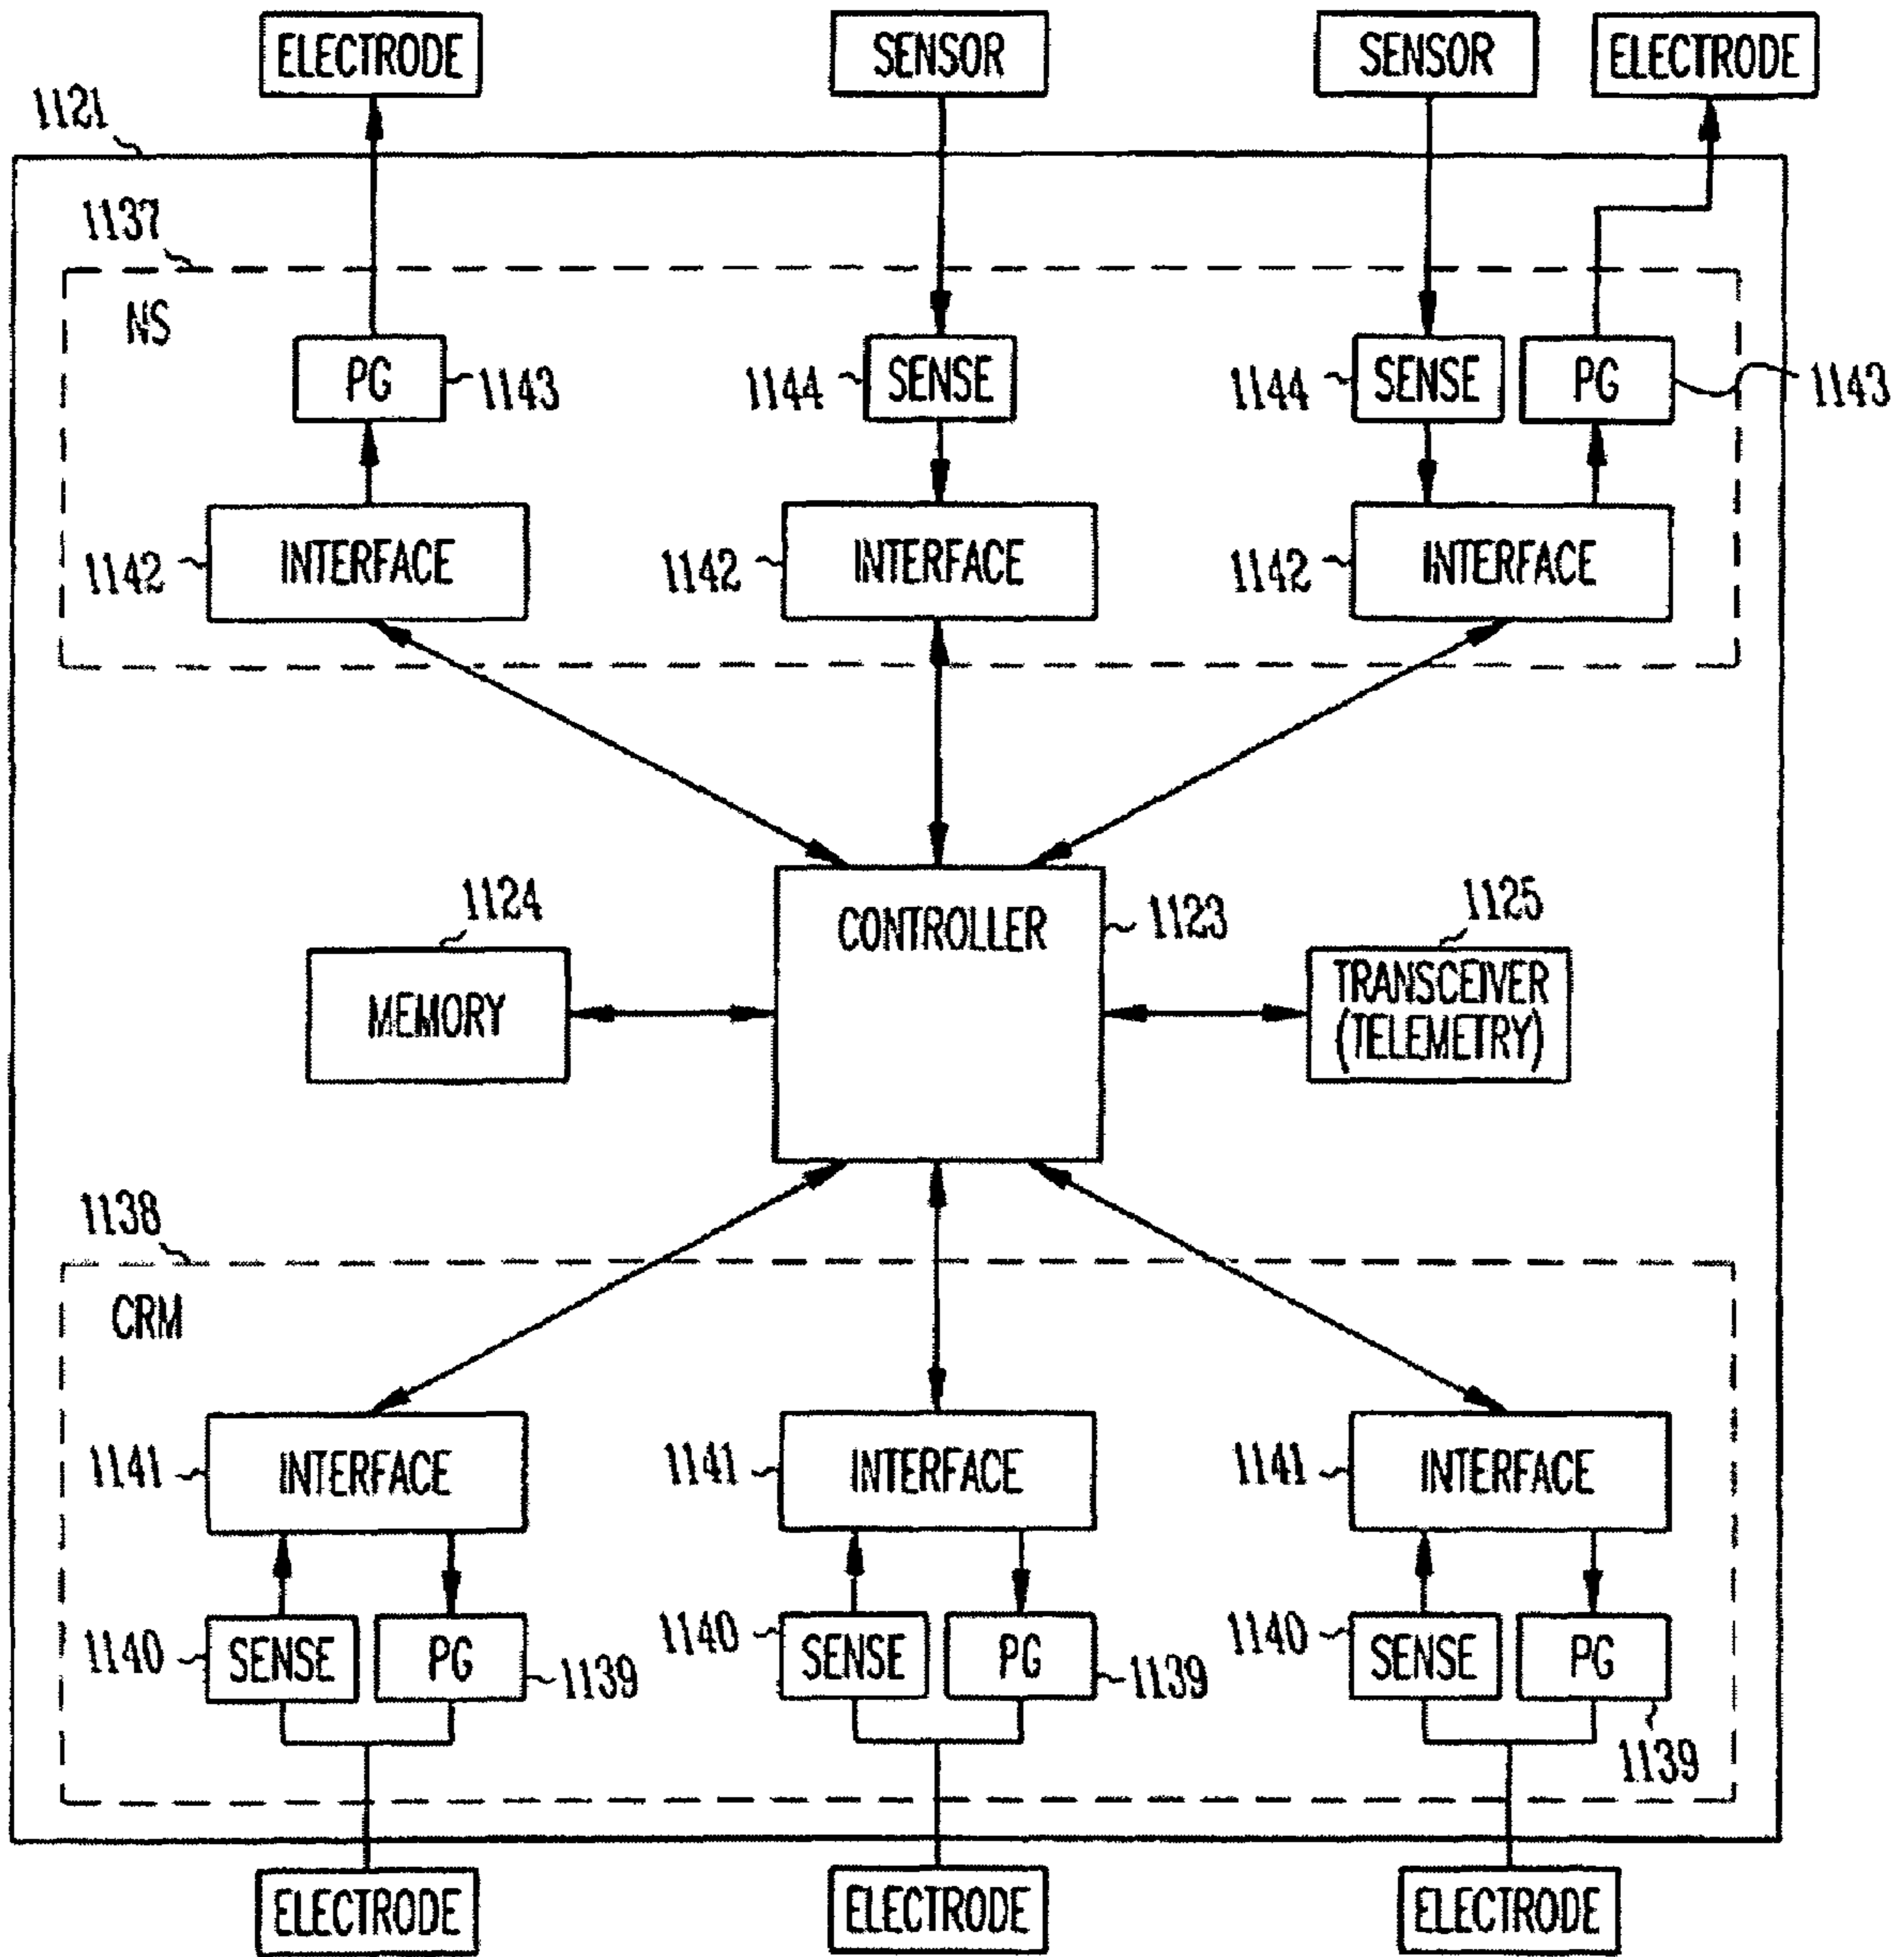 ELECTRODE
SENSOR
SENSOR
ELECTRODE
1121
1137
NS
PG
1143
1144
SENSE
1144
SENSE
PG
1143
1142
INTERFACE
1142
INTERFACE
1142
INTERFACE
1124
MEMORY
CONTROLLER
1123
1125
TRANSCEIVER
(TELEMETRY)
1138
CRM
1141
INTERFACE
1141
INTERFACE
1141
INTERFACE
1140
SENSE
PG
1139
1140
SENSE
PG
1139
1140
SENSE
PG
1139
ELECTRODE
ELECTRODE
ELECTRODE